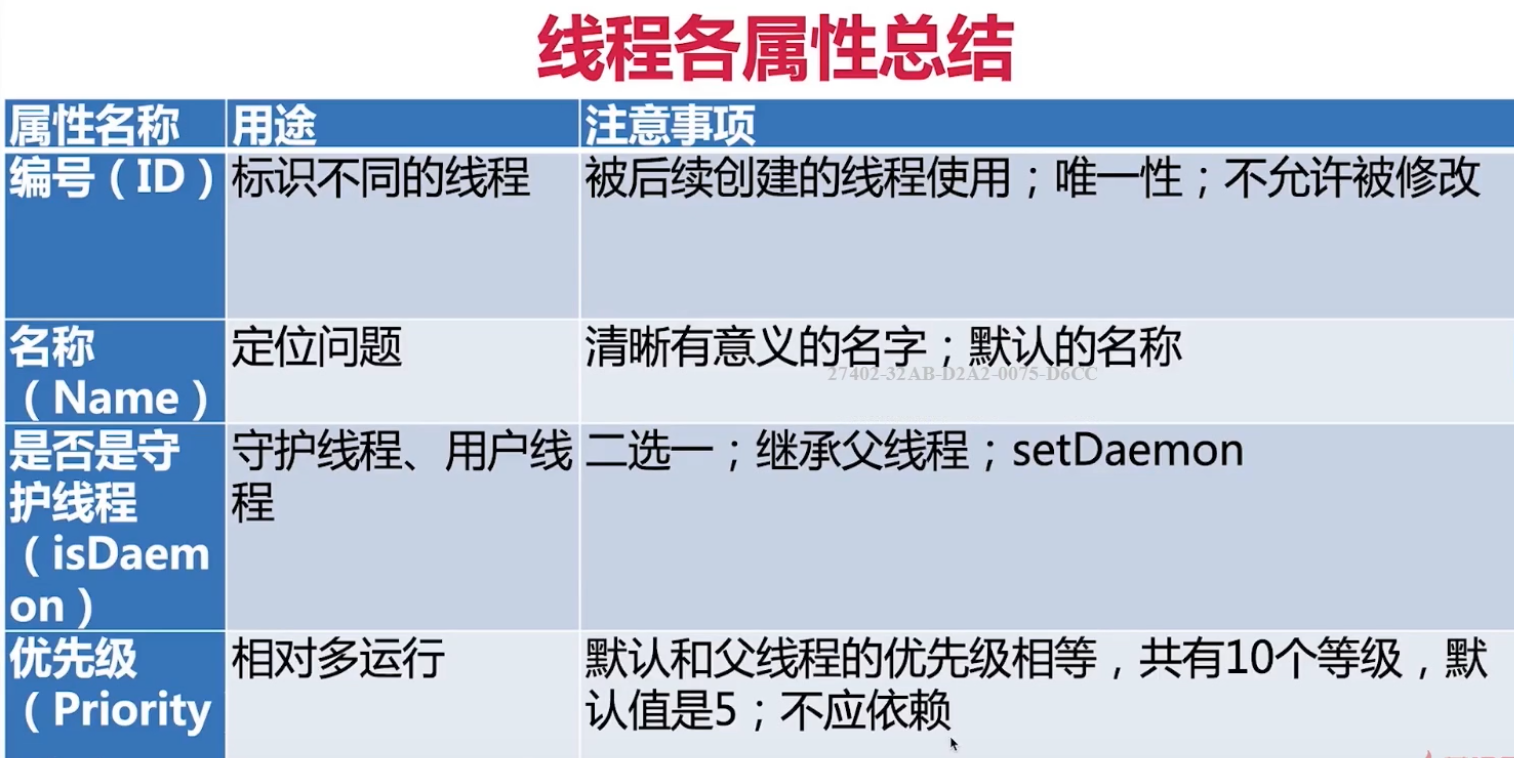 线程各属性总结
属性名称 用途 注意事项
编号（ID） 标识不同的线程 被后续创建的线程使用；唯一性；不允许被修改
名称
（Name） 定位问题 清晰有意义的名字；默认的名称
27402-32AB-D2A2-0075-D6CC
是否是守
护线程
（isDaem
on） 守护线程、用户线
程 二选一；继承父线程；setDaemon
优先级
（Priority 相对多运行 默认和父线程的优先级相等，共有10个等级，默
认值是5；不应依赖